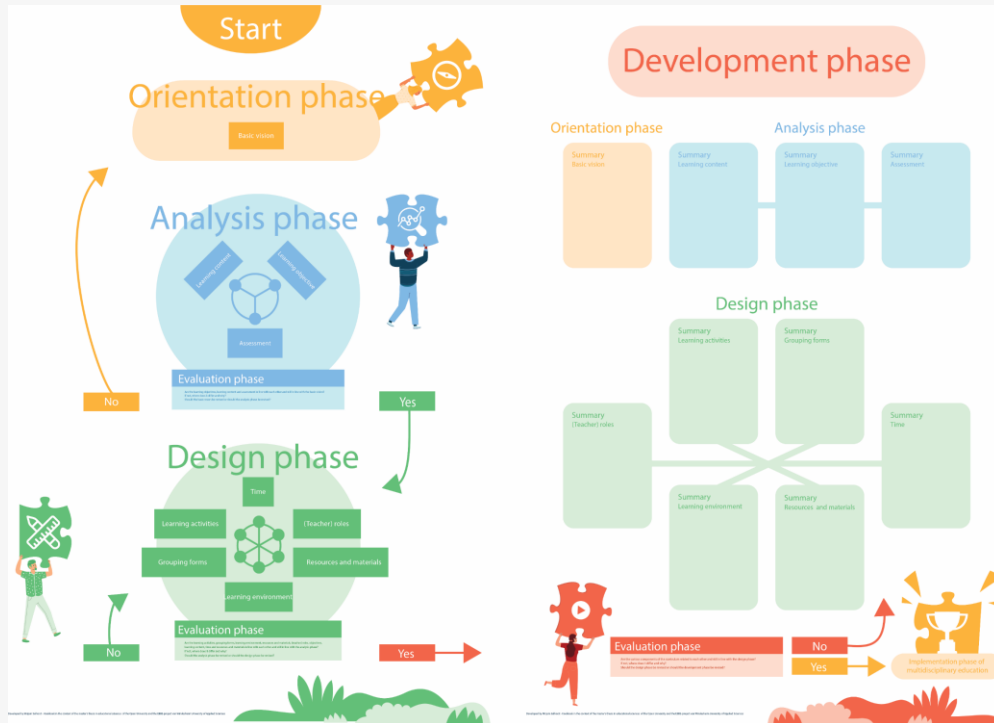 Start
Orientation phase
Basic vision
Analysis phase
Learning content
Learning objective
Assessment
Evaluation phase
No
Yes
Design phase
Time
Learning activities
(Teacher) roles
Grouping forms
Resources and materials
Learning environment
Evaluation phase
No
Yes
Development phase
Orientation phase
Analysis phase
Summary
Basic vision
Summary
Learning content
Summary
Learning objective
Summary
Assessment
Design phase
Summary
Learning activities
Summary
Grouping forms
Summary
(Teacher) roles
Summary
Time
Summary
Learning environment
Summary
Resources and materials
Evaluation phase
No
Yes
Implementation phase of
multidisciplinary education